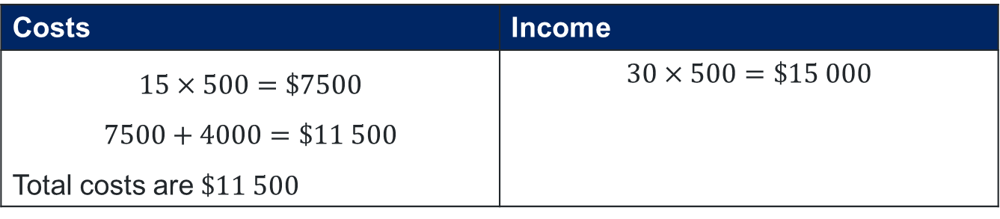 Costs
Income
15 × 500 = $7500
7500 + 4000 = $11 500
Total costs are $11 500
30 × 500 = $15 000